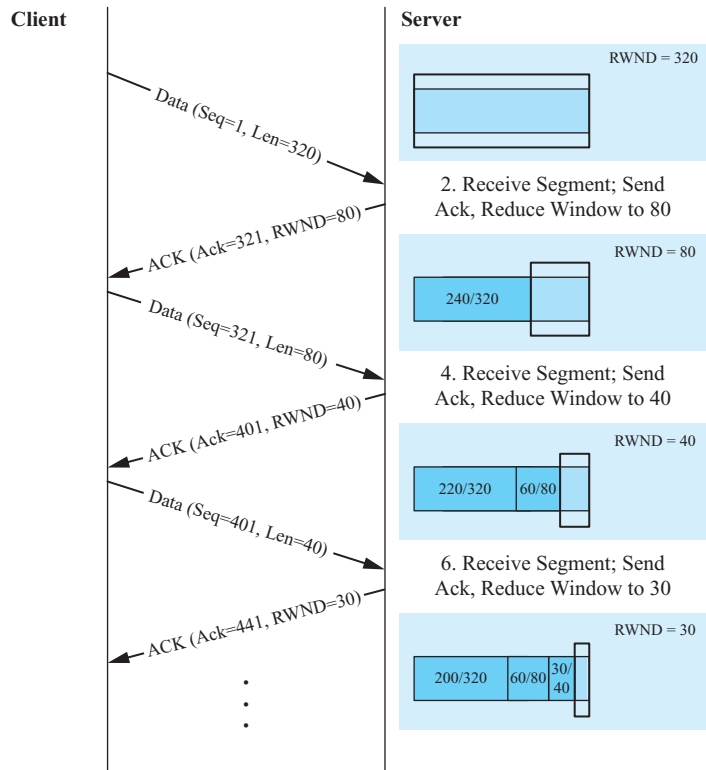 Client
Server
RWND = 320
Data (Seq=1, Len=320)
2. Receive Segment; Send
Ack, Reduce Window to 80
ACK (Ack=321, RWND=80)
RWND = 80
240/320
Data (Seq=321, Len=80)
4. Receive Segment; Send
Ack, Reduce Window to 40
ACK (Ack=401, RWND=40)
RWND = 40
220/320
60/80
Data (Seq=401, Len=40)
6. Receive Segment; Send
Ack, Reduce Window to 30
ACK (Ack=441, RWND=30)
RWND = 30
200/320
60/80
30/
40